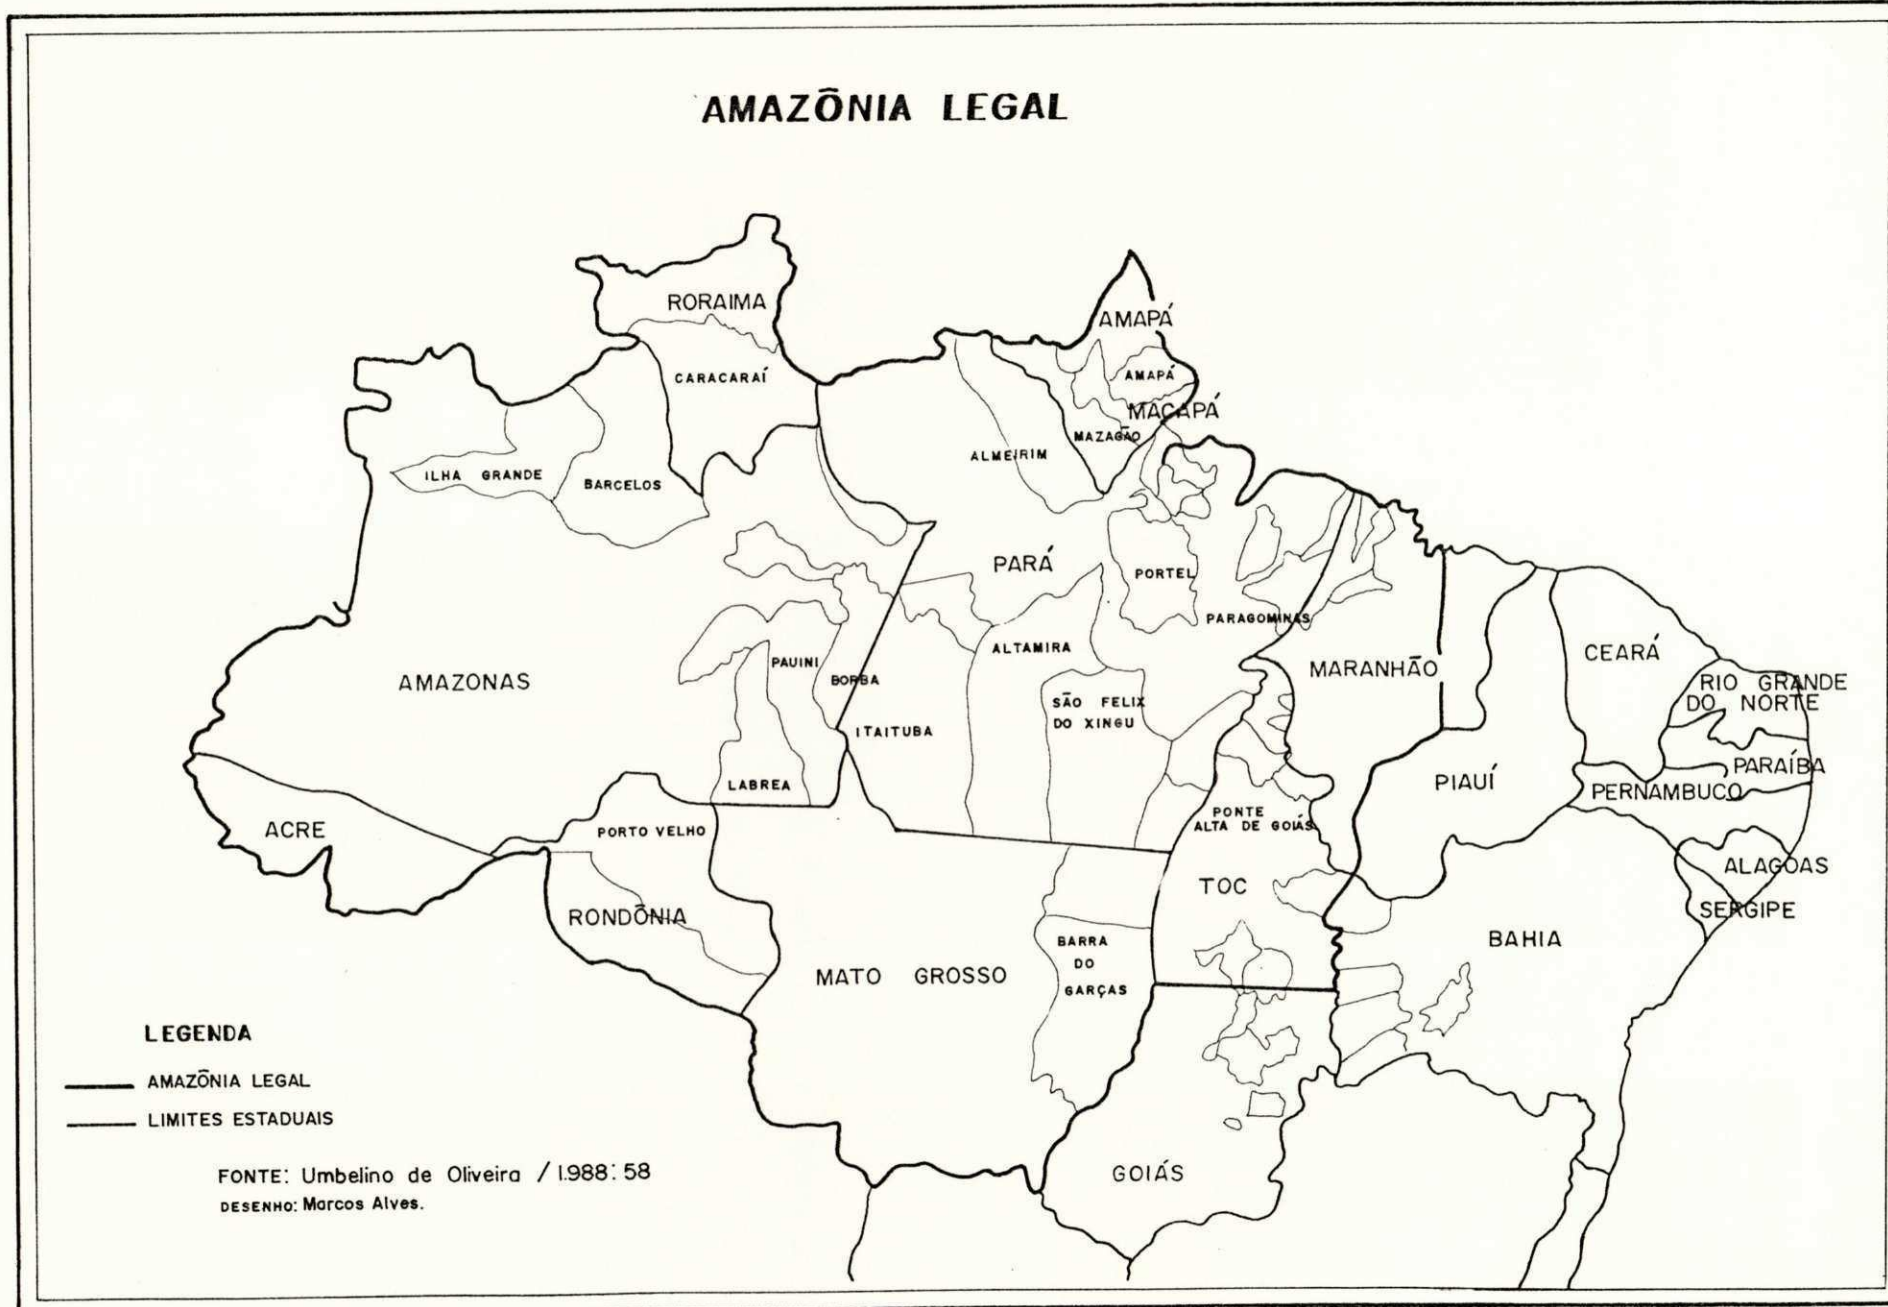 AMAZÔNIA LEGAL
RORAIMA
AMAPÁ
CARACARAÍ
AMAPÁ
MACAPÁ
MAZAGÃO
ALMEIRIM
ILHA GRANDE
BARCELOS
PARÁ
PORTEL
PARAGOMINAS
ALTAMIRA
PAUINI
BORBA
AMAZONAS
MARANHÃO
CEARÁ
RIO GRANDE
DO NORTE
SÃO FELIX
DO XINGU
ITAITUBA
LABREA
PIAUÍ
PARAÍBA
PERNAMBUCO
ACRE
PORTO VELHO
PONTE
ALTA DE GOIÁS
TOC
ALAGOAS
SERGIPE
RONDÔNIA
BAHIA
BARRA
DO
GARÇAS
MATO GROSSO
GOIÁS
LEGENDA
AMAZÔNIA LEGAL
LIMITES ESTADUAIS
FONTE: Umbelino de Oliveira / 1.988: 58
DESENHO: Marcos Alves.